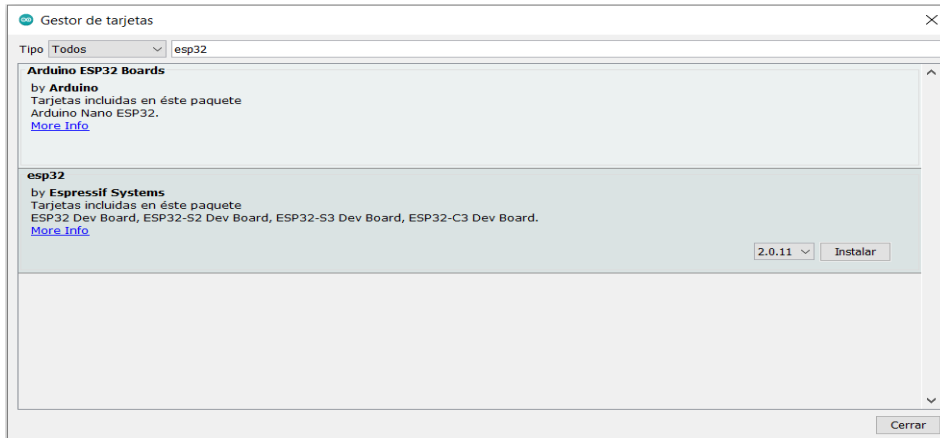 Gestor de tarjetas
Tipo Todos esp32
Arduino ESP32 Boards
by Arduino
Tarjetas incluidas en éste paquete
Arduino Nano ESP32.
More Info
esp32
by Espressif Systems
Tarjetas incluidas en éste paquete
ESP32 Dev Board, ESP32-S2 Dev Board, ESP32-S3 Dev Board, ESP32-C3 Dev Board.
More Info
2.0.11 Instalar
Cerrar